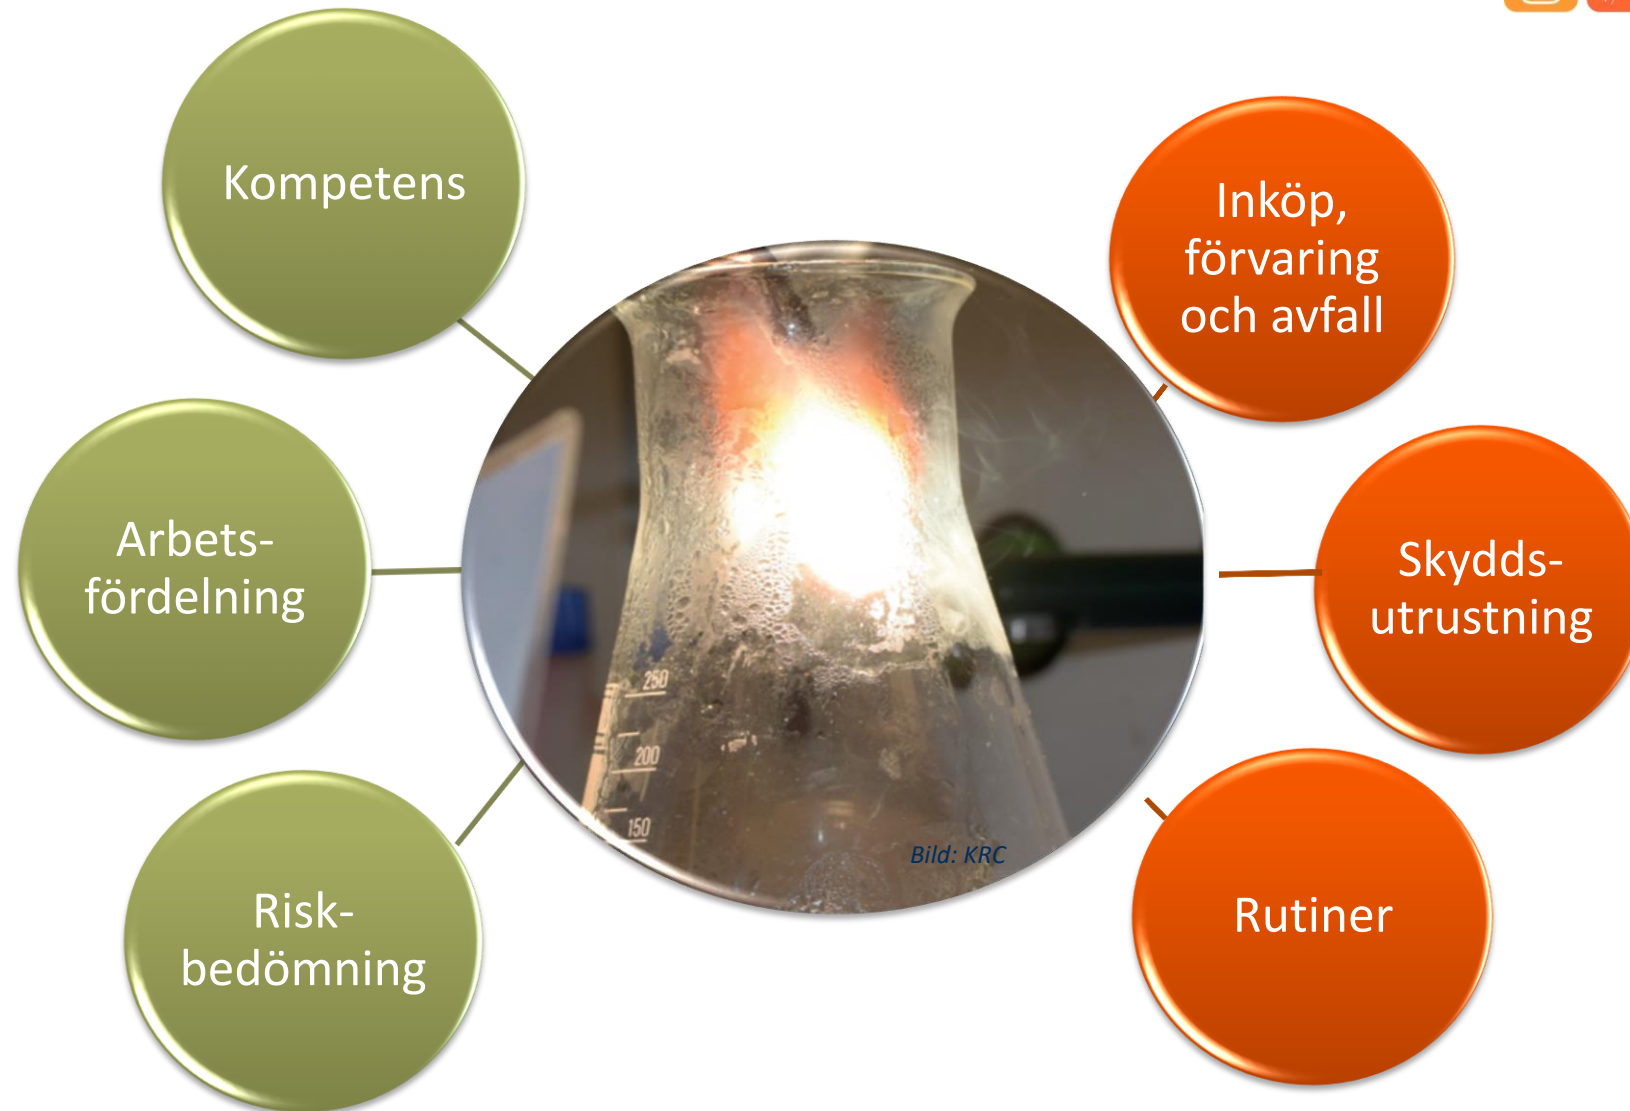 Kompetens
Arbets-
fördelning
Risk-
bedömning
250
200
150
Bild: KRC
Inköp,
förvaring
och avfall
Skydds-
utrustning
Rutiner